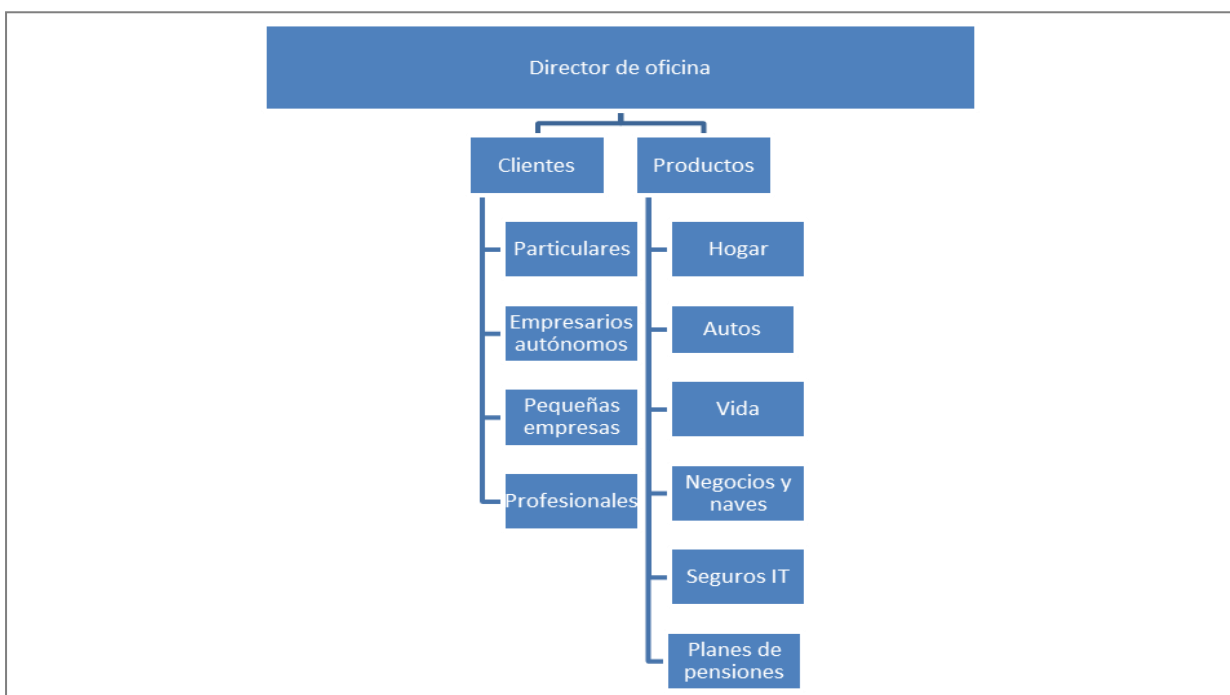 Director de oficina
Clientes
Productos
Particulares
Empresarios
autónomos
Pequeñas
empresas
Profesionales
Hogar
Autos
Vida
Negocios y
naves
Seguros IT
Planes de
pensiones